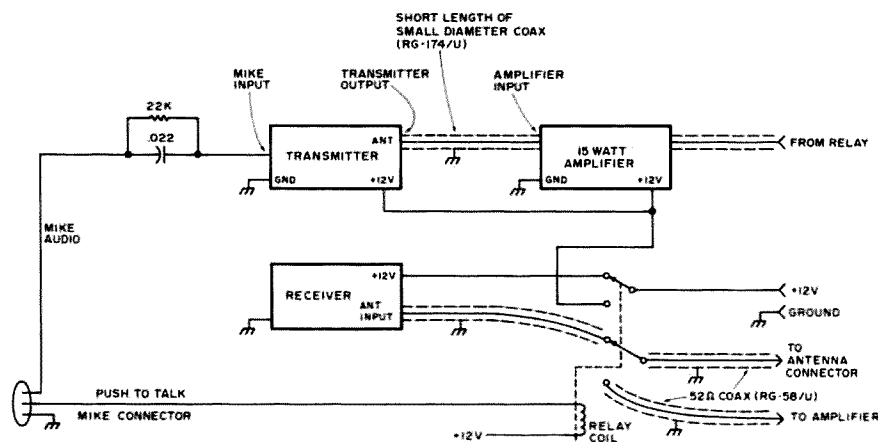 SHORT LENGTH OF
SMALL DIAMETER COAX
(RG-174/U)
MIKE
INPUT
TRANSMITTER
OUTPUT
AMPLIFIER
INPUT
22K
.022
ANT
TRANSMITTER
GND
+12V
15 WATT
AMPLIFIER
GND
+12V
FROM RELAY
MIKE
AUDIO
+12V
RECEIVER
ANT
INPUT
+12V
GROUND
TO
ANTENNA
CONNECTOR
52Ω COAX (RG-58/U)
TO AMPLIFIER
PUSH TO TALK
MIKE CONNECTOR
RELAY
COIL
+12V